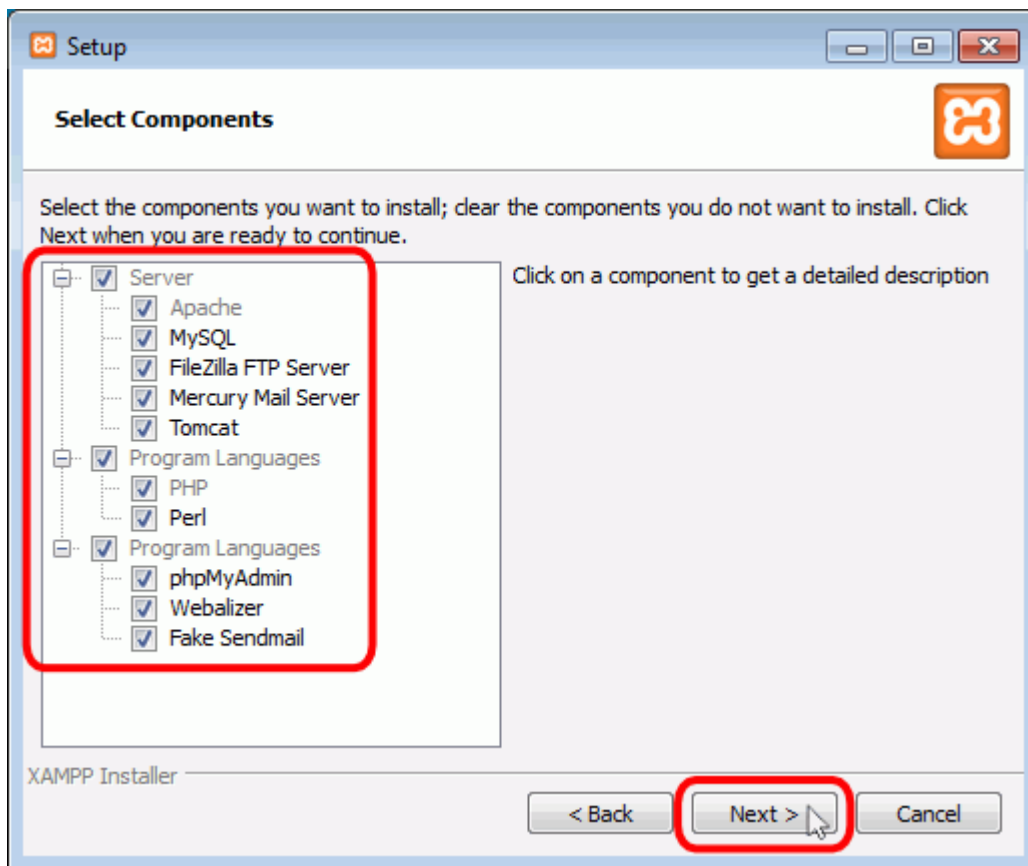 Setup
Select Components
Select the components you want to install; clear the components you do not want to install. Click
Next when you are ready to continue.
Server
Apache
MySQL
FileZilla FTP Server
Mercury Mail Server
Tomcat
Program Languages
PHP
Perl
Program Languages
phpMyAdmin
Webalizer
Fake Sendmail
Click on a component to get a detailed description
XAMPP Installer
< Back
Next >
Cancel